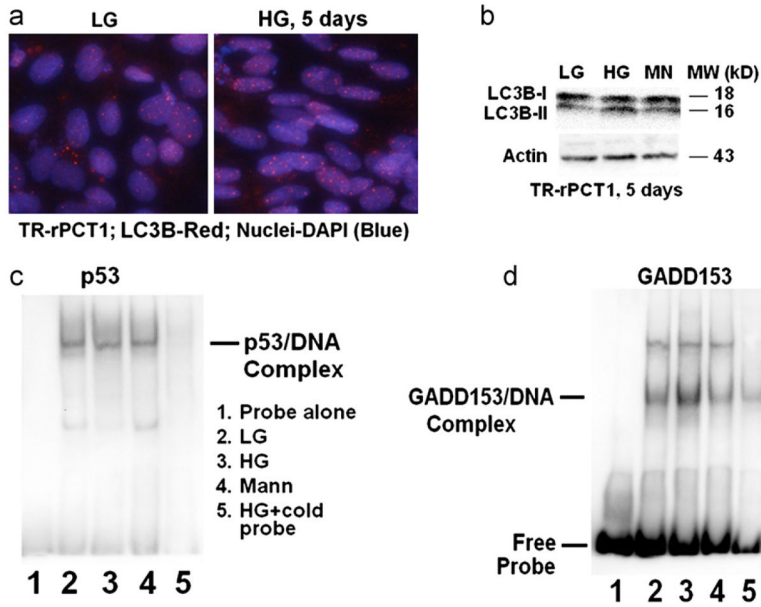 a
LG
HG, 5 days
TR-rPCT1; LC3B-Red; Nuclei-DAPI (Blue)
b
LG HG MN MW (kD)
LC3B-I — 18
LC3B-II — 16
Actin — 43
TR-rPCT1, 5 days
c
p53
p53/DNA
Complex
1. Probe alone
2. LG
3. HG
4. Mann
5. HG+cold
probe
1 2 3 4 5
d
GADD153
GADD153/DNA
Complex
Free
Probe
1 2 3 4 5